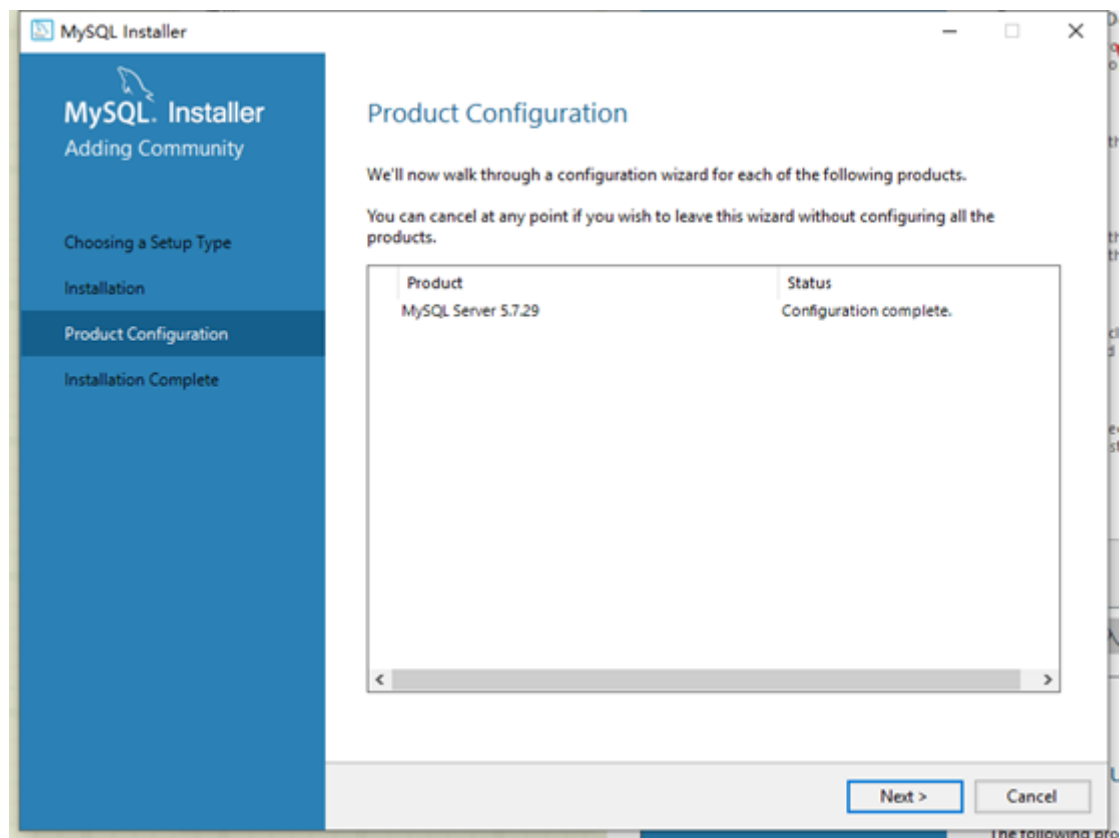 MySQL Installer
MySQL. Installer
Adding Community
Choosing a Setup Type
Installation
Product Configuration
Installation Complete
Product Configuration
We'll now walk through a configuration wizard for each of the following products.
You can cancel at any point if you wish to leave this wizard without configuring all the
products.
Product Status
MySQL Server 5.7.29 Configuration complete.
Next > Cancel
The following pro